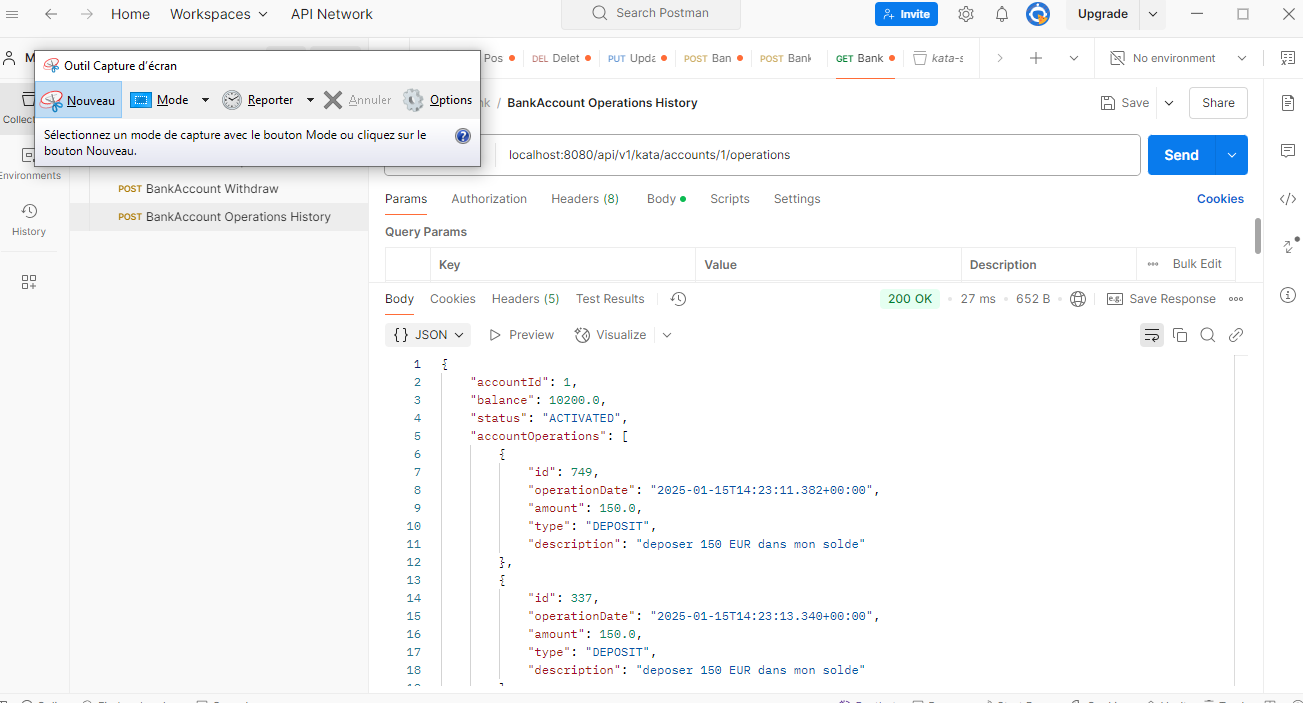 Home Workspaces API Network Search Postman Invite Upgrade
M
Outil Capture d'écran
Nouveau Mode Reporter Annuler Options
Sélectionnez un mode de capture avec le bouton Mode ou cliquez sur le
bouton Nouveau.
Pos DEL Delet PUT Upda POST Ban POST Bank GET Bank kata-s No environment
nk / BankAccount Operations History Save Share
Collec
localhost:8080/api/v1/kata/accounts/1/operations Send
Environments
POST BankAccount Withdraw
POST BankAccount Operations History
History
Params Authorization Headers (8) Body Scripts Settings Cookies
Query Params
Key Value Description Bulk Edit
Body Cookies Headers (5) Test Results 200 OK 27 ms 652 B e.g. Save Response
{} JSON Preview Visualize
1 {
2 "accountId": 1,
3 "balance": 10200.0,
4 "status": "ACTIVATED",
5 "accountOperations": [
6 {
7 "id": 749,
8 "operationDate": "2025-01-15T14:23:11.382+00:00",
9 "amount": 150.0,
10 "type": "DEPOSIT",
11 "description": "deposer 150 EUR dans mon solde"
12 },
13 {
14 "id": 337,
15 "operationDate": "2025-01-15T14:23:13.340+00:00",
16 "amount": 150.0,
17 "type": "DEPOSIT",
18 "description": "deposer 150 EUR dans mon solde"